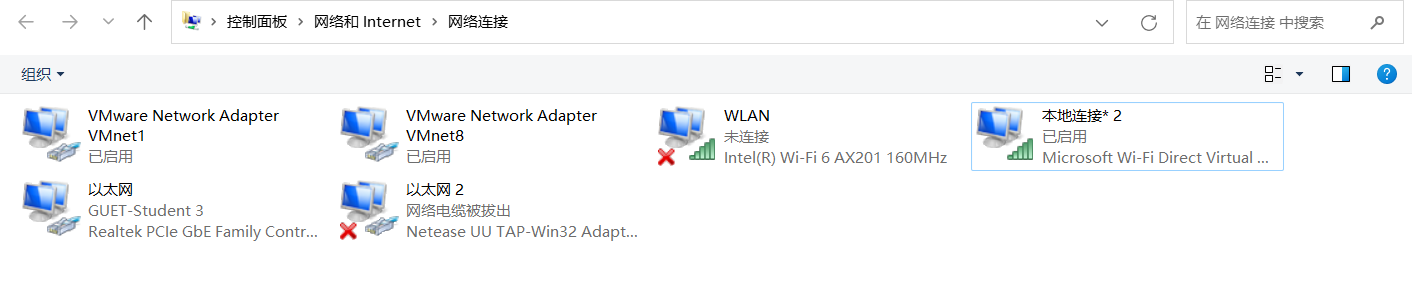 控制面板 > 网络和 Internet > 网络连接
在 网络连接 中搜索
组织
VMware Network Adapter
VMnet1
已启用
VMware Network Adapter
VMnet8
已启用
WLAN
未连接
Intel(R) Wi-Fi 6 AX201 160MHz
本地连接* 2
已启用
Microsoft Wi-Fi Direct Virtual ...
以太网
GUET-Student 3
Realtek PCIe GbE Family Contr...
以太网 2
网络电缆被拔出
Netease UU TAP-Win32 Adapt...